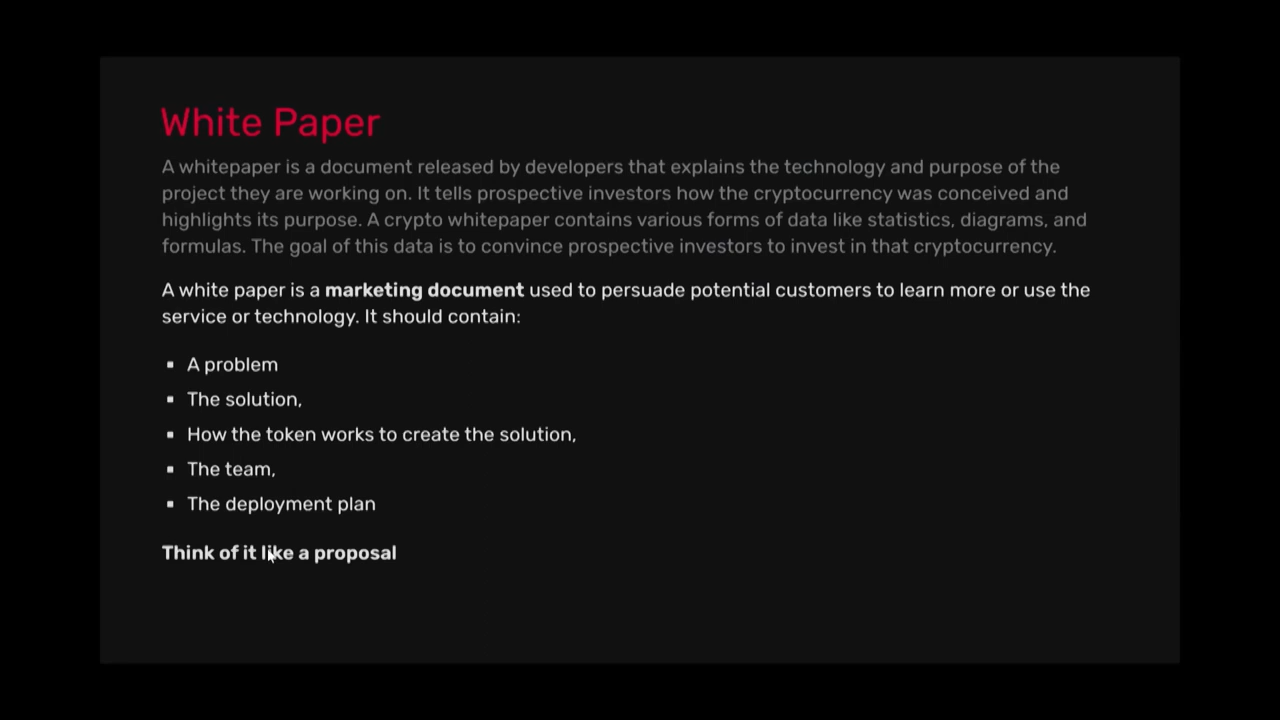 White Paper
A whitepaper is a document released by developers that explains the technology and purpose of the
project they are working on. It tells prospective investors how the cryptocurrency was conceived and
highlights its purpose. A crypto whitepaper contains various forms of data like statistics, diagrams, and
formulas. The goal of this data is to convince prospective investors to invest in that cryptocurrency.
A white paper is a marketing document used to persuade potential customers to learn more or use the
service or technology. It should contain:
▪ A problem
▪ The solution,
▪ How the token works to create the solution,
▪ The team,
▪ The deployment plan
Think of it like a proposal